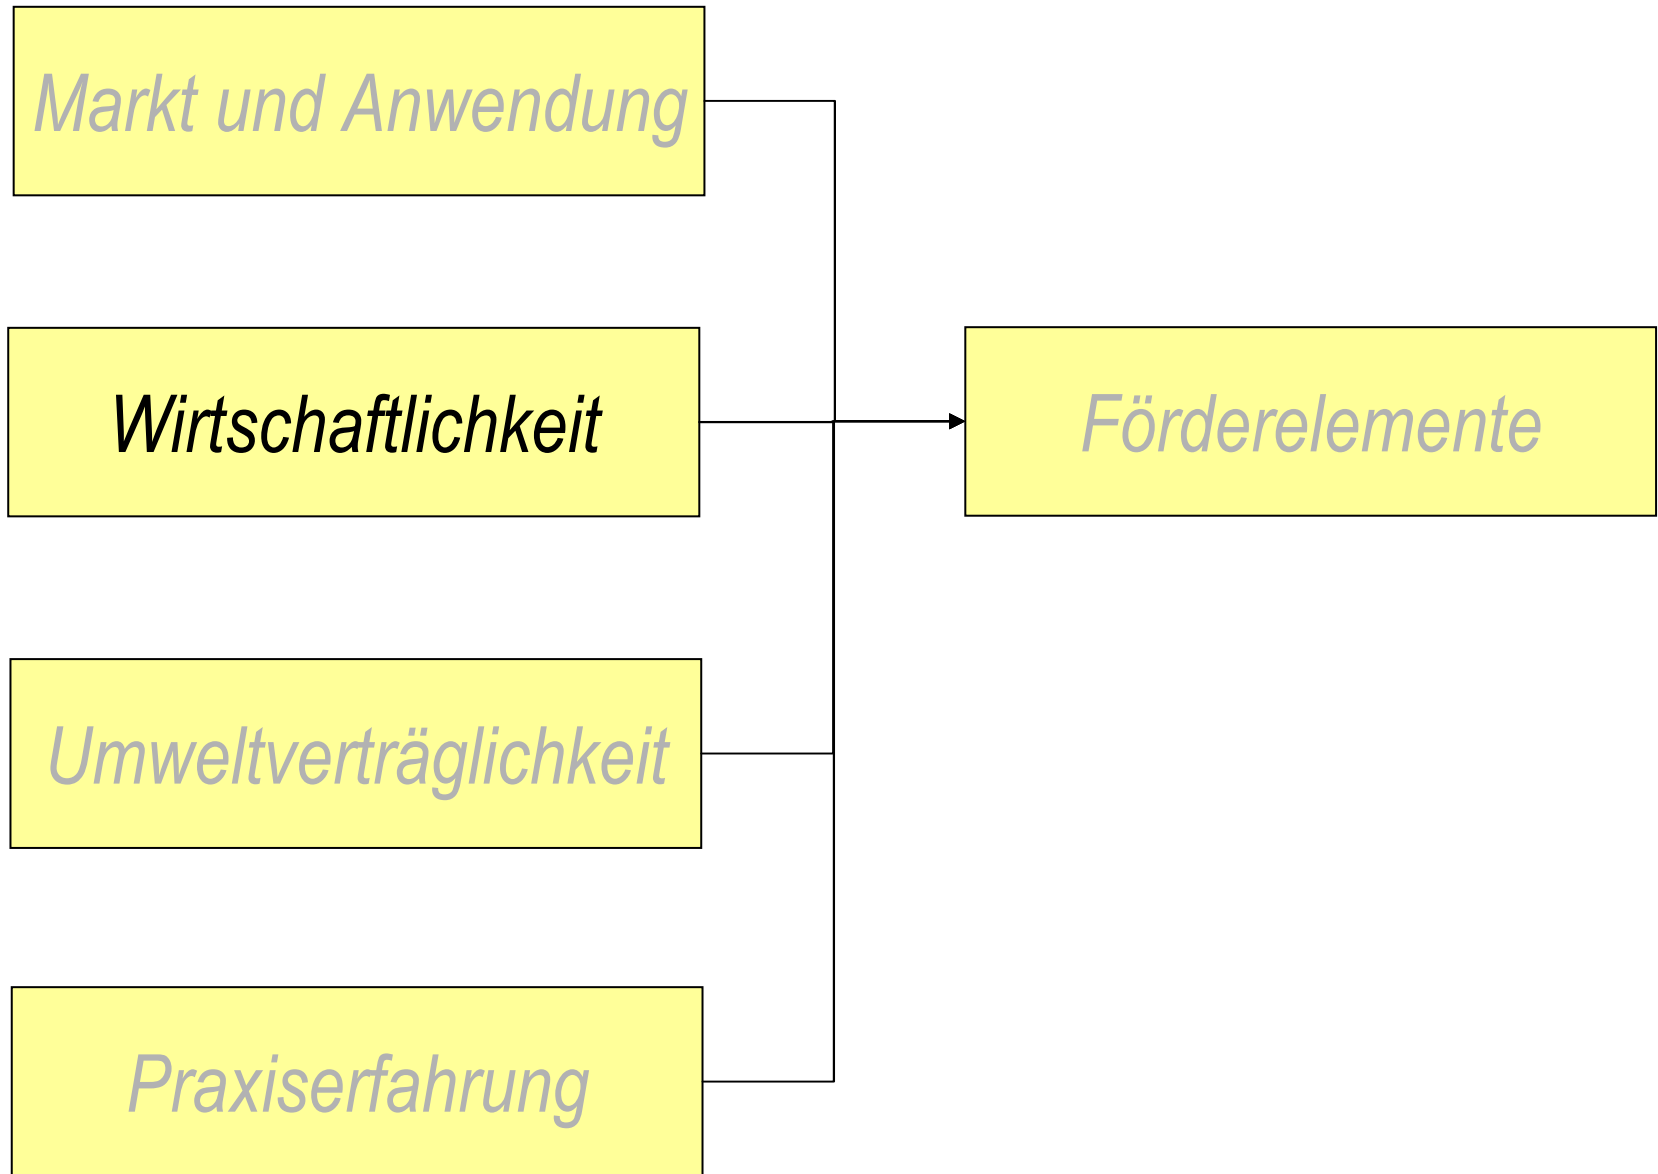 Markt und Anwendung
Wirtschaftlichkeit
Förderelemente
Umweltverträglichkeit
Praxiserfahrung